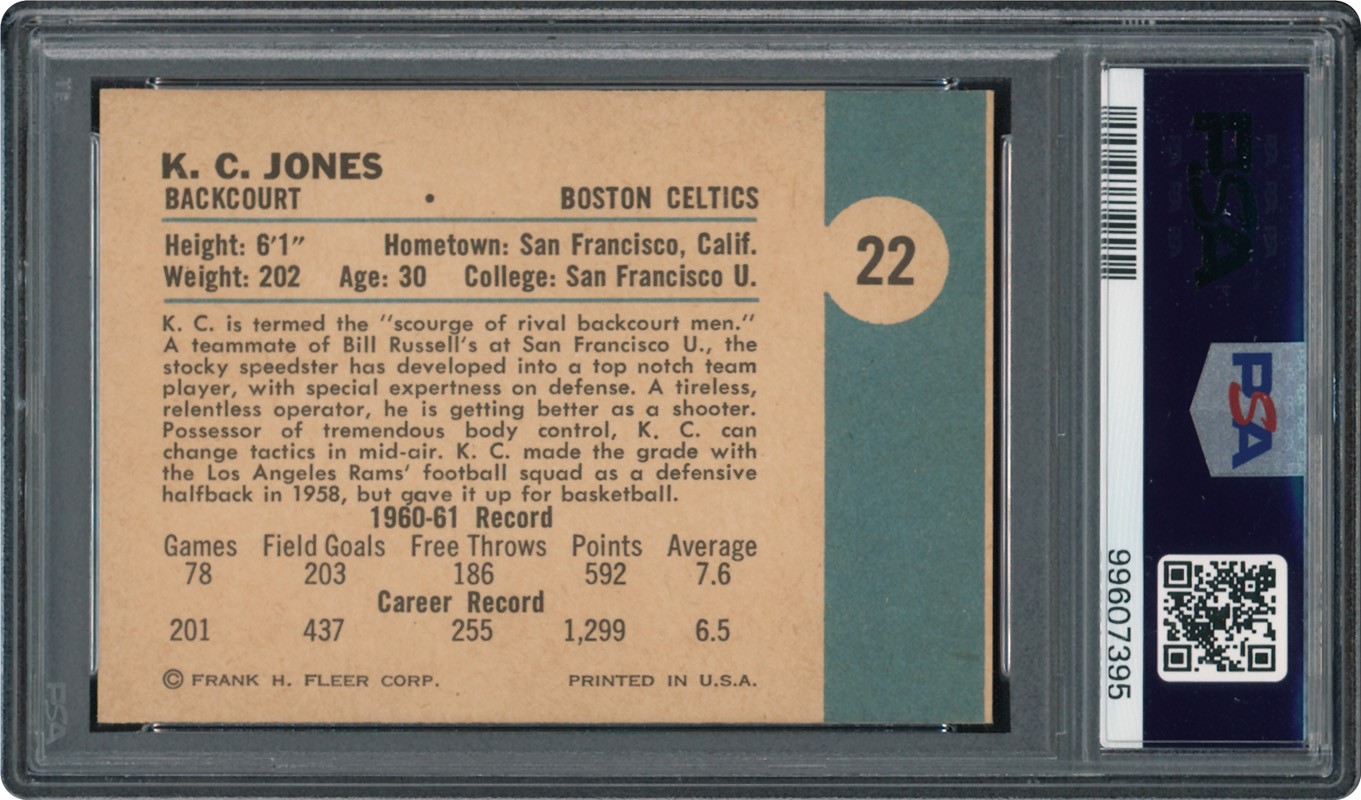 K. C. JONES
BACKCOURT • BOSTON CELTICS
Height: 6'1" Hometown: San Francisco, Calif.
Weight: 202 Age: 30 College: San Francisco U.
22
K. C. is termed the "scourge of rival backcourt men."
A teammate of Bill Russell's at San Francisco U., the
stocky speedster has developed into a top notch team
player, with special expertness on defense. A tireless,
relentless operator, he is getting better as a shooter.
Possessor of tremendous body control, K. C. can
change tactics in mid-air. K. C. made the grade with
the Los Angeles Rams' football squad as a defensive
halfback in 1958, but gave it up for basketball.
1960-61 Record
Games Field Goals Free Throws Points Average
78 203 186 592 7.6
Career Record
201 437 255 1,299 6.5
© FRANK H. FLEER CORP. PRINTED IN U.S.A.
PSA
PSA
99607395
PSA